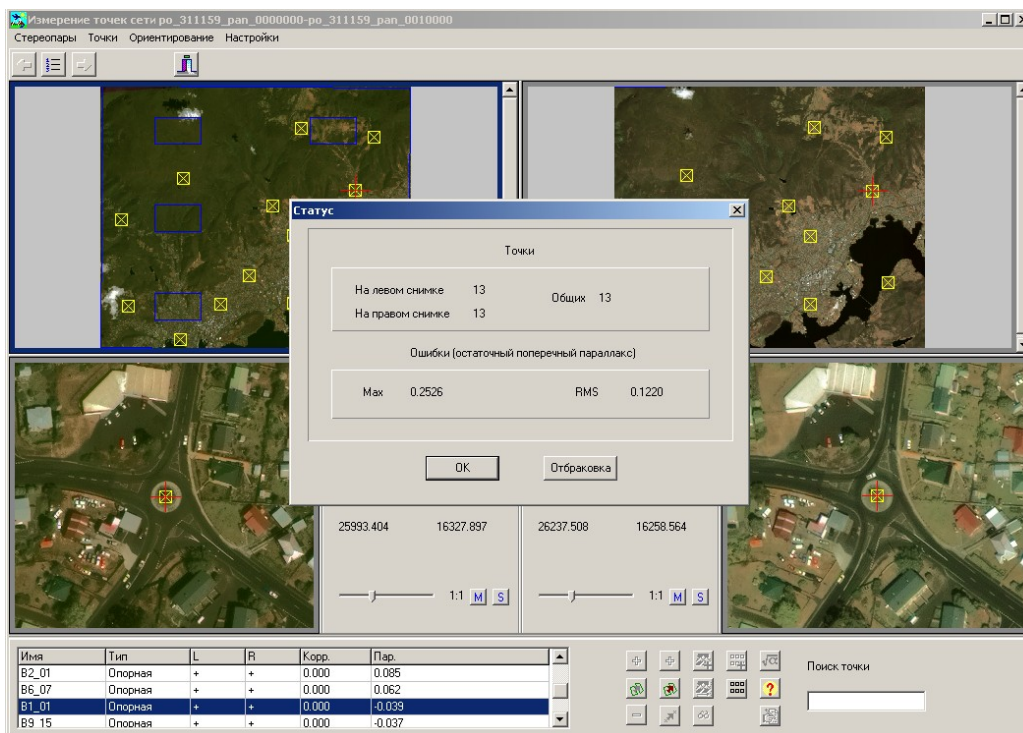 Измерение точек сети po_311159_pan_0000000-po_311159_pan_0010000
Стереопары Точки Ориентирование Настройки
Статус
Точки
На левом снимке 13
Общих 13
На правом снимке 13
Ошибки (остаточный поперечный параллакс)
Max 0.2526 RMS 0.1220
OK Отбраковка
25993.404 16327.897 26237.508 16258.564
1:1 M S 1:1 M S
Имя Тип L R Корр. Пар.
B2_01 Опорная + + 0.000 0.085
B6_07 Опорная + + 0.000 0.062
B1_01 Опорная + + 0.000 -0.039
B9_15 Опорная + + 0.000 -0.037
Поиск точки